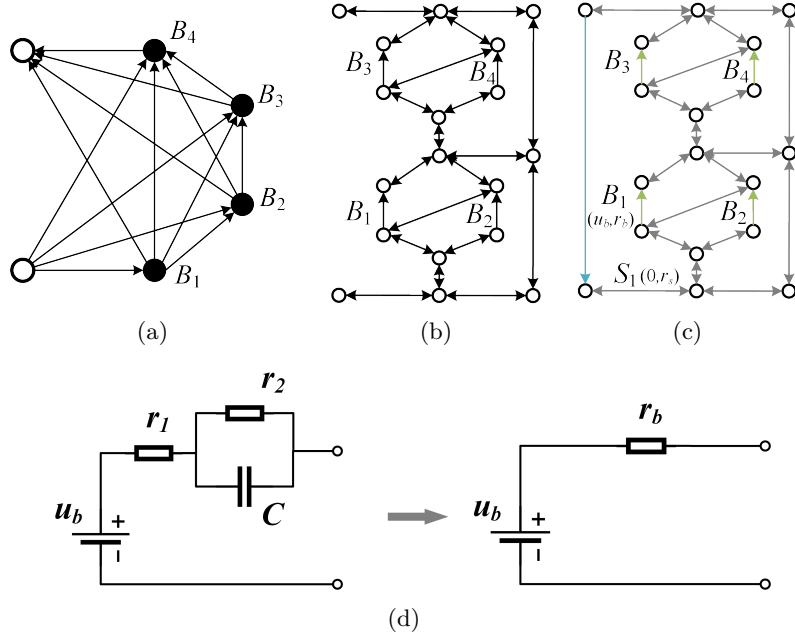 B4
B3
B2
B1
B3
B4
B1
B2
B3
B4
B1
(ub,rb)
B2
S1 (0,rs)
(a)
(b)
(c)
r2
r1
C
ub
+
−
rb
ub
+
−
(d)